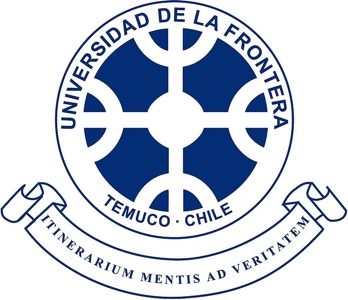 UNIVERSIDAD DE LA FRONTERA
TEMUCO · CHILE
ITINERARIUM MENTIS AD VERITATEM